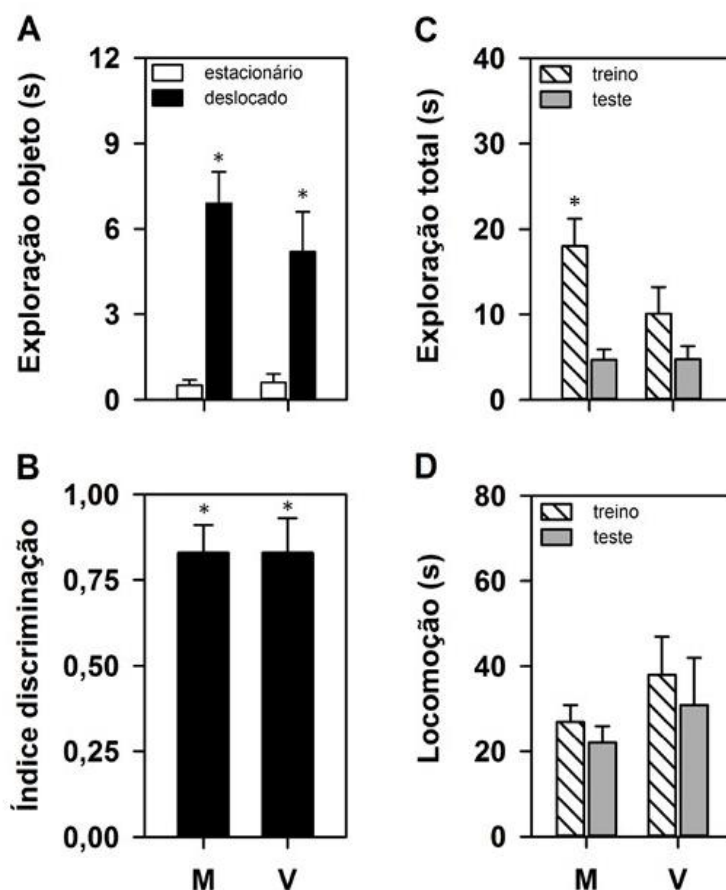 A
Exploração objeto (s)
12
9
6
3
0
estacionário
deslocado
*
*
C
Exploração total (s)
40
30
20
10
0
treino
teste
*
B
Índice discriminação
1,00
0,75
0,50
0,25
0,00
*
*
M
V
D
Locomoção (s)
80
60
40
20
0
treino
teste
M
V